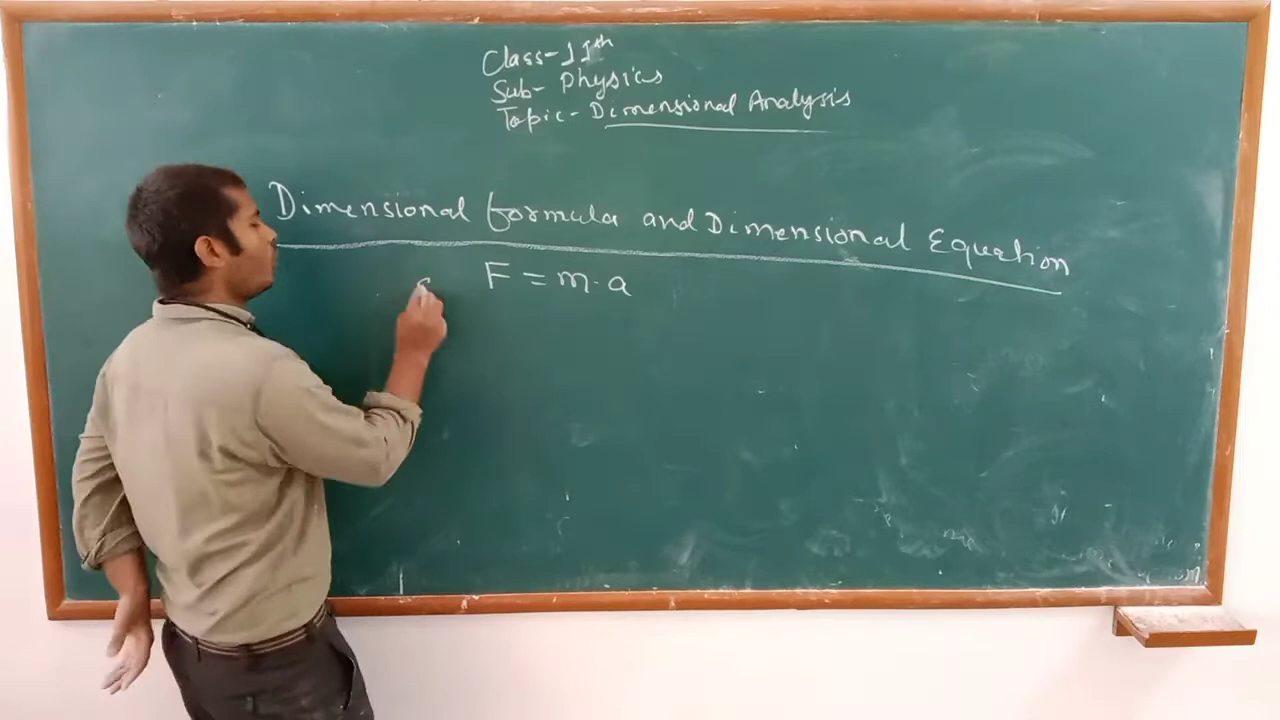 Class-11th
Sub- Physics
Topic- Dimensional Analysis
Dimensional formula and Dimensional Equation
F = m.a